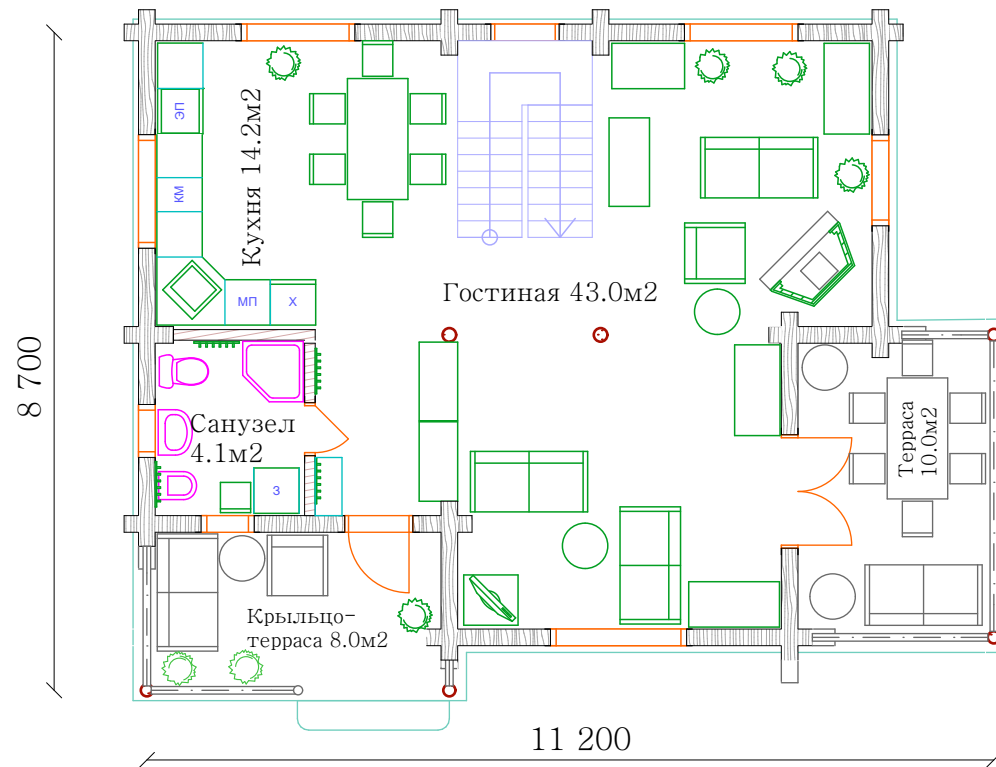 ЭП
Кухня 14.2м2
КМ
МП
Х
Гостиная 43.0м2
8 700
Санузел
4.1м2
З
Терраса
10.0м2
Крыльцо-
терраса 8.0м2
11 200